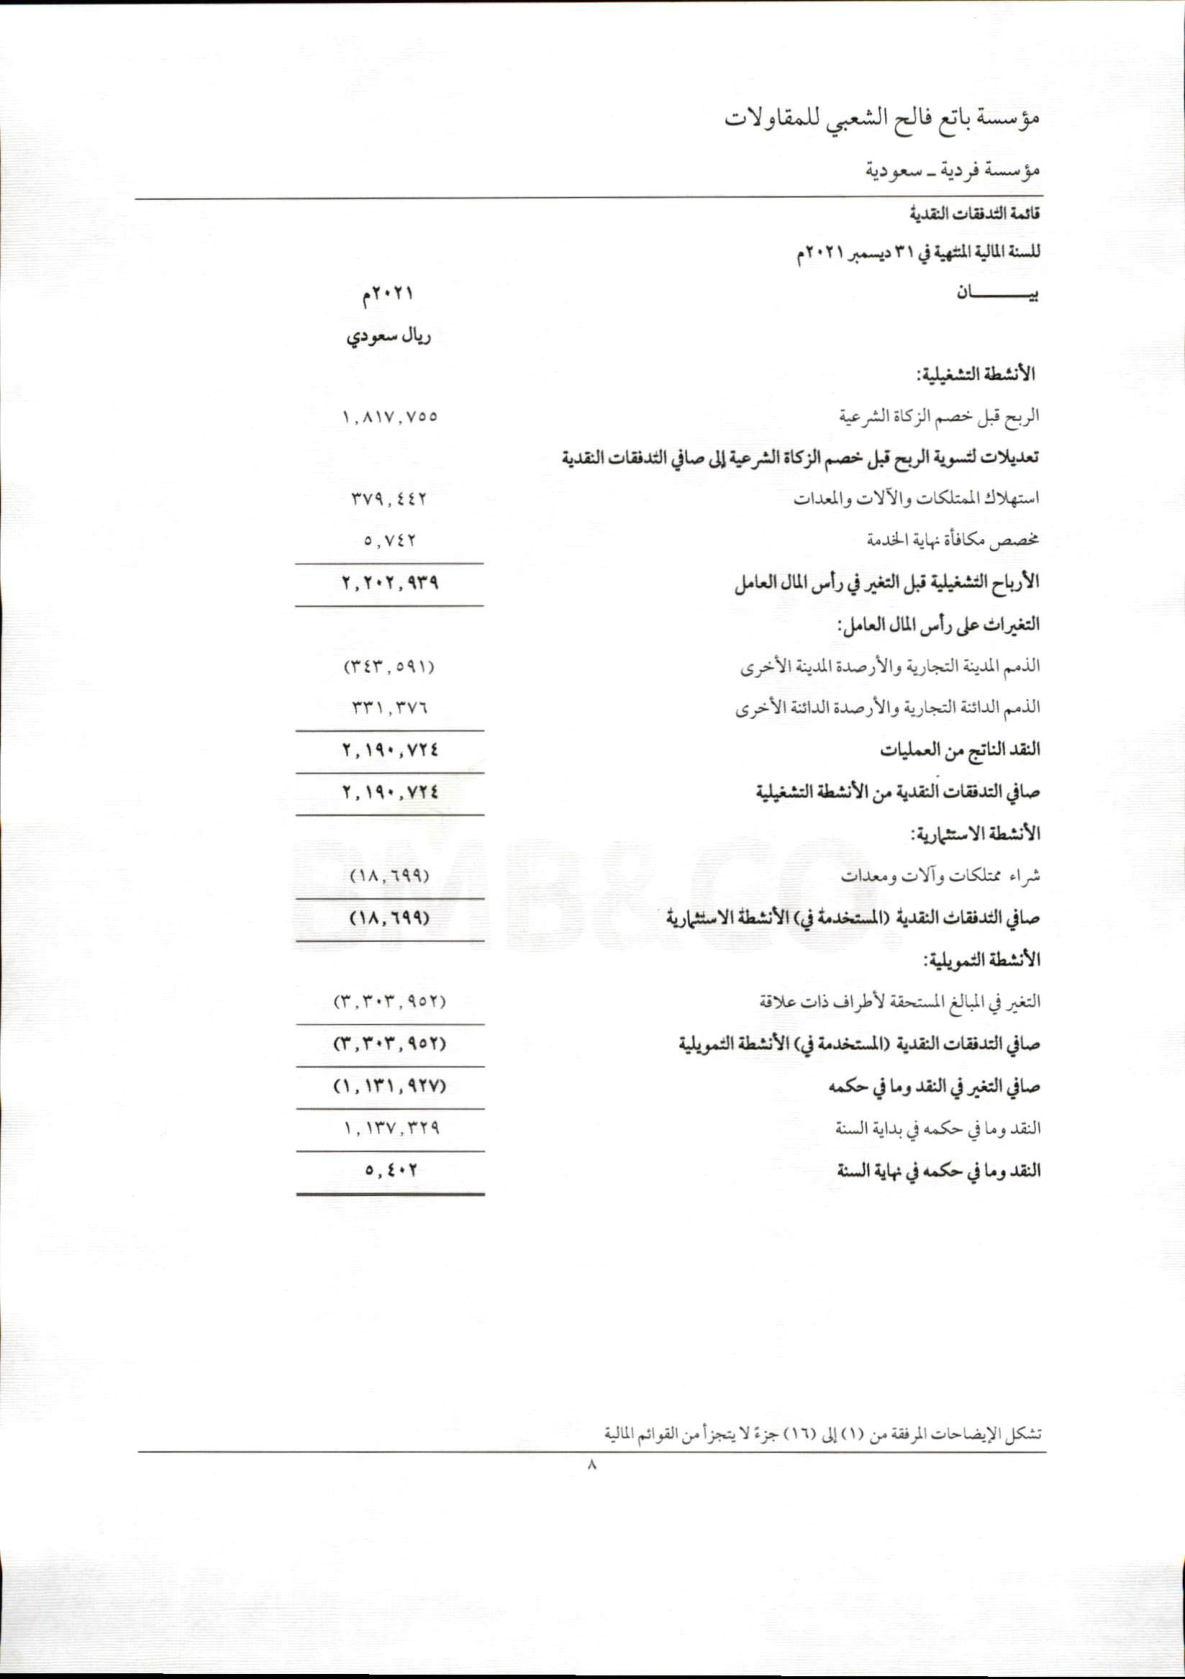 مؤسسة باتع فالح الشعبي للمقاولات
مؤسسة فردية ـ سعودية
قائمة التدفقات النقدية
للسنة المالية المنتهية في ٣١ ديسمبر ٢٠٢١م
بيـــــــان ٢٠٢١م
ريال سعودي
الأنشطة التشغيلية:
الربح قبل خصم الزكاة الشرعية ١,٨١٧,٧٥٥
تعديلات لتسوية الربح قبل خصم الزكاة الشرعية إلى صافي التدفقات النقدية
استهلاك الممتلكات والآلات والمعدات ٣٧٩,٤٤٢
مخصص مكافأة نهاية الخدمة ٥,٧٤٢
الأرباح التشغيلية قبل التغير في رأس المال العامل ٢,٢٠٢,٩٣٩
التغيرات على رأس المال العامل:
الذمم المدينة التجارية والأرصدة المدينة الأخرى (٣٤٣,٥٩١)
الذمم الدائنة التجارية والأرصدة الدائنة الأخرى ٣٣١,٣٧٦
النقد الناتج من العمليات ٢,١٩٠,٧٢٤
صافي التدفقات النقدية من الأنشطة التشغيلية ٢,١٩٠,٧٢٤
الأنشطة الاستثمارية:
شراء ممتلكات وآلات ومعدات (١٨,٦٩٩)
صافي التدفقات النقدية (المستخدمة في) الأنشطة الاستثمارية (١٨,٦٩٩)
الأنشطة التمويلية:
التغير في المبالغ المستحقة لأطراف ذات علاقة (٣,٣٠٣,٩٥٢)
صافي التدفقات النقدية (المستخدمة في) الأنشطة التمويلية (٣,٣٠٣,٩٥٢)
صافي التغير في النقد وما في حكمه (١,١٣١,٩٢٧)
النقد وما في حكمه في بداية السنة ١,١٣٧,٣٢٩
النقد وما في حكمه في نهاية السنة ٥,٤٠٢
BMB&CO.
تشكل الإيضاحات المرفقة من (١) إلى (١٦) جزءً لا يتجزأ من القوائم المالية
٨